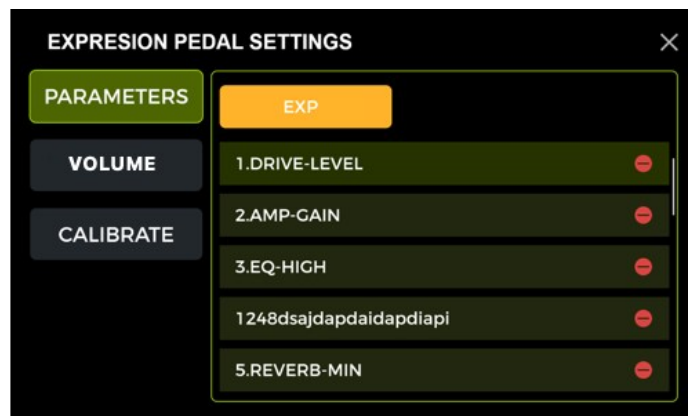 EXPRESION PEDAL SETTINGS
PARAMETERS
VOLUME
CALIBRATE
EXP
1.DRIVE-LEVEL
2.AMP-GAIN
3.EQ-HIGH
1248dsajdapdaidapdiapi
5.REVERB-MIN